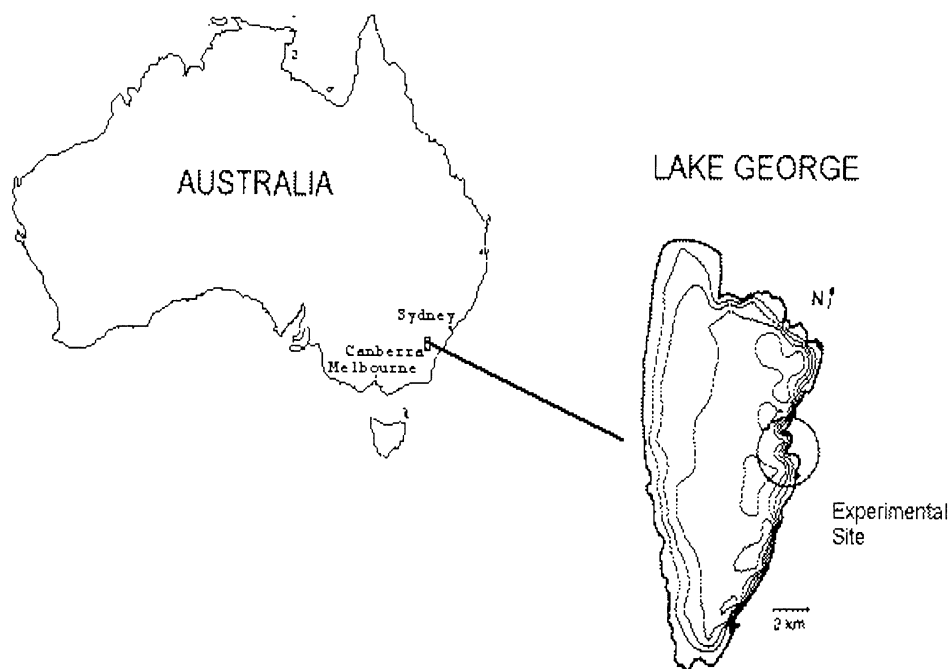 AUSTRALIA
LAKE GEORGE
N
Sydney
Canberra
Melbourne
Experimental
Site
2 km